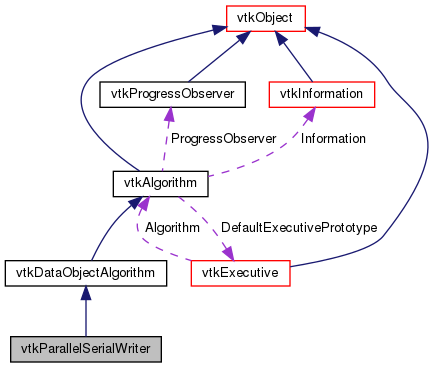 vtkObject
vtkProgressObserver
vtkInformation
ProgressObserver
Information
vtkAlgorithm
Algorithm
DefaultExecutivePrototype
vtkDataObjectAlgorithm
vtkExecutive
vtkParallelSerialWriter